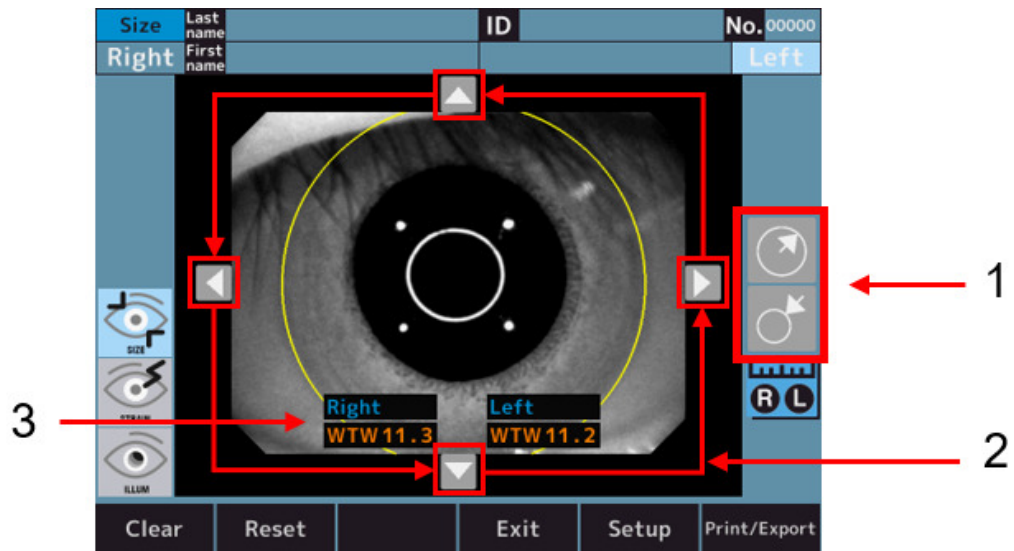 Size Last name ID No. 00000
Right First name Left
1
SIZE
R L
STRAIN
Right Left
WTW 11.3 WTW 11.2
3
2
ILLUM
Clear Reset Exit Setup Print/Export